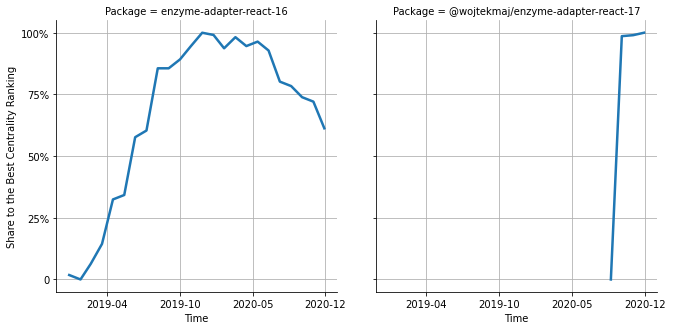 Package = enzyme-adapter-react-16
Package = @wojtekmaj/enzyme-adapter-react-17
Share to the Best Centrality Ranking
100%
75%
50%
25%
0
2019-04
2019-10
2020-05
2020-12
Time
2019-04
2019-10
2020-05
2020-12
Time